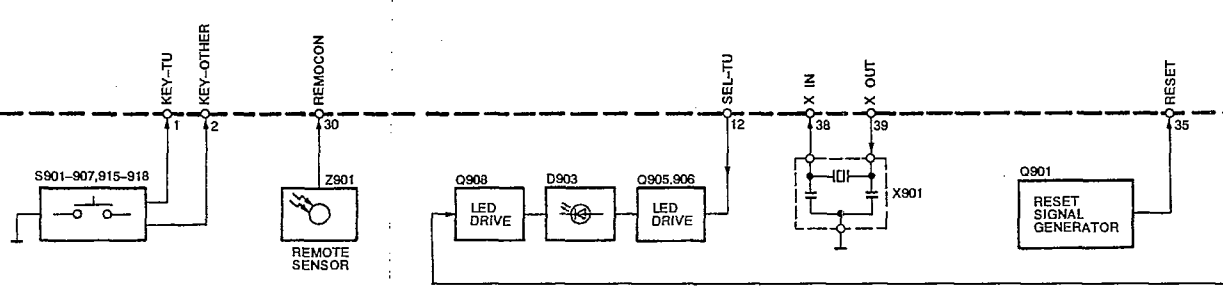 KEY-TU
KEY-OTHER
REMOCON
SEL-TU
X IN
X OUT
RESET
1
2
30
12
38
39
35
S901-907,915-918
Z901
REMOTE
SENSOR
Q908
LED
DRIVE
D903
Q905.906
LED
DRIVE
X901
Q901
RESET
SIGNAL
GENERATOR